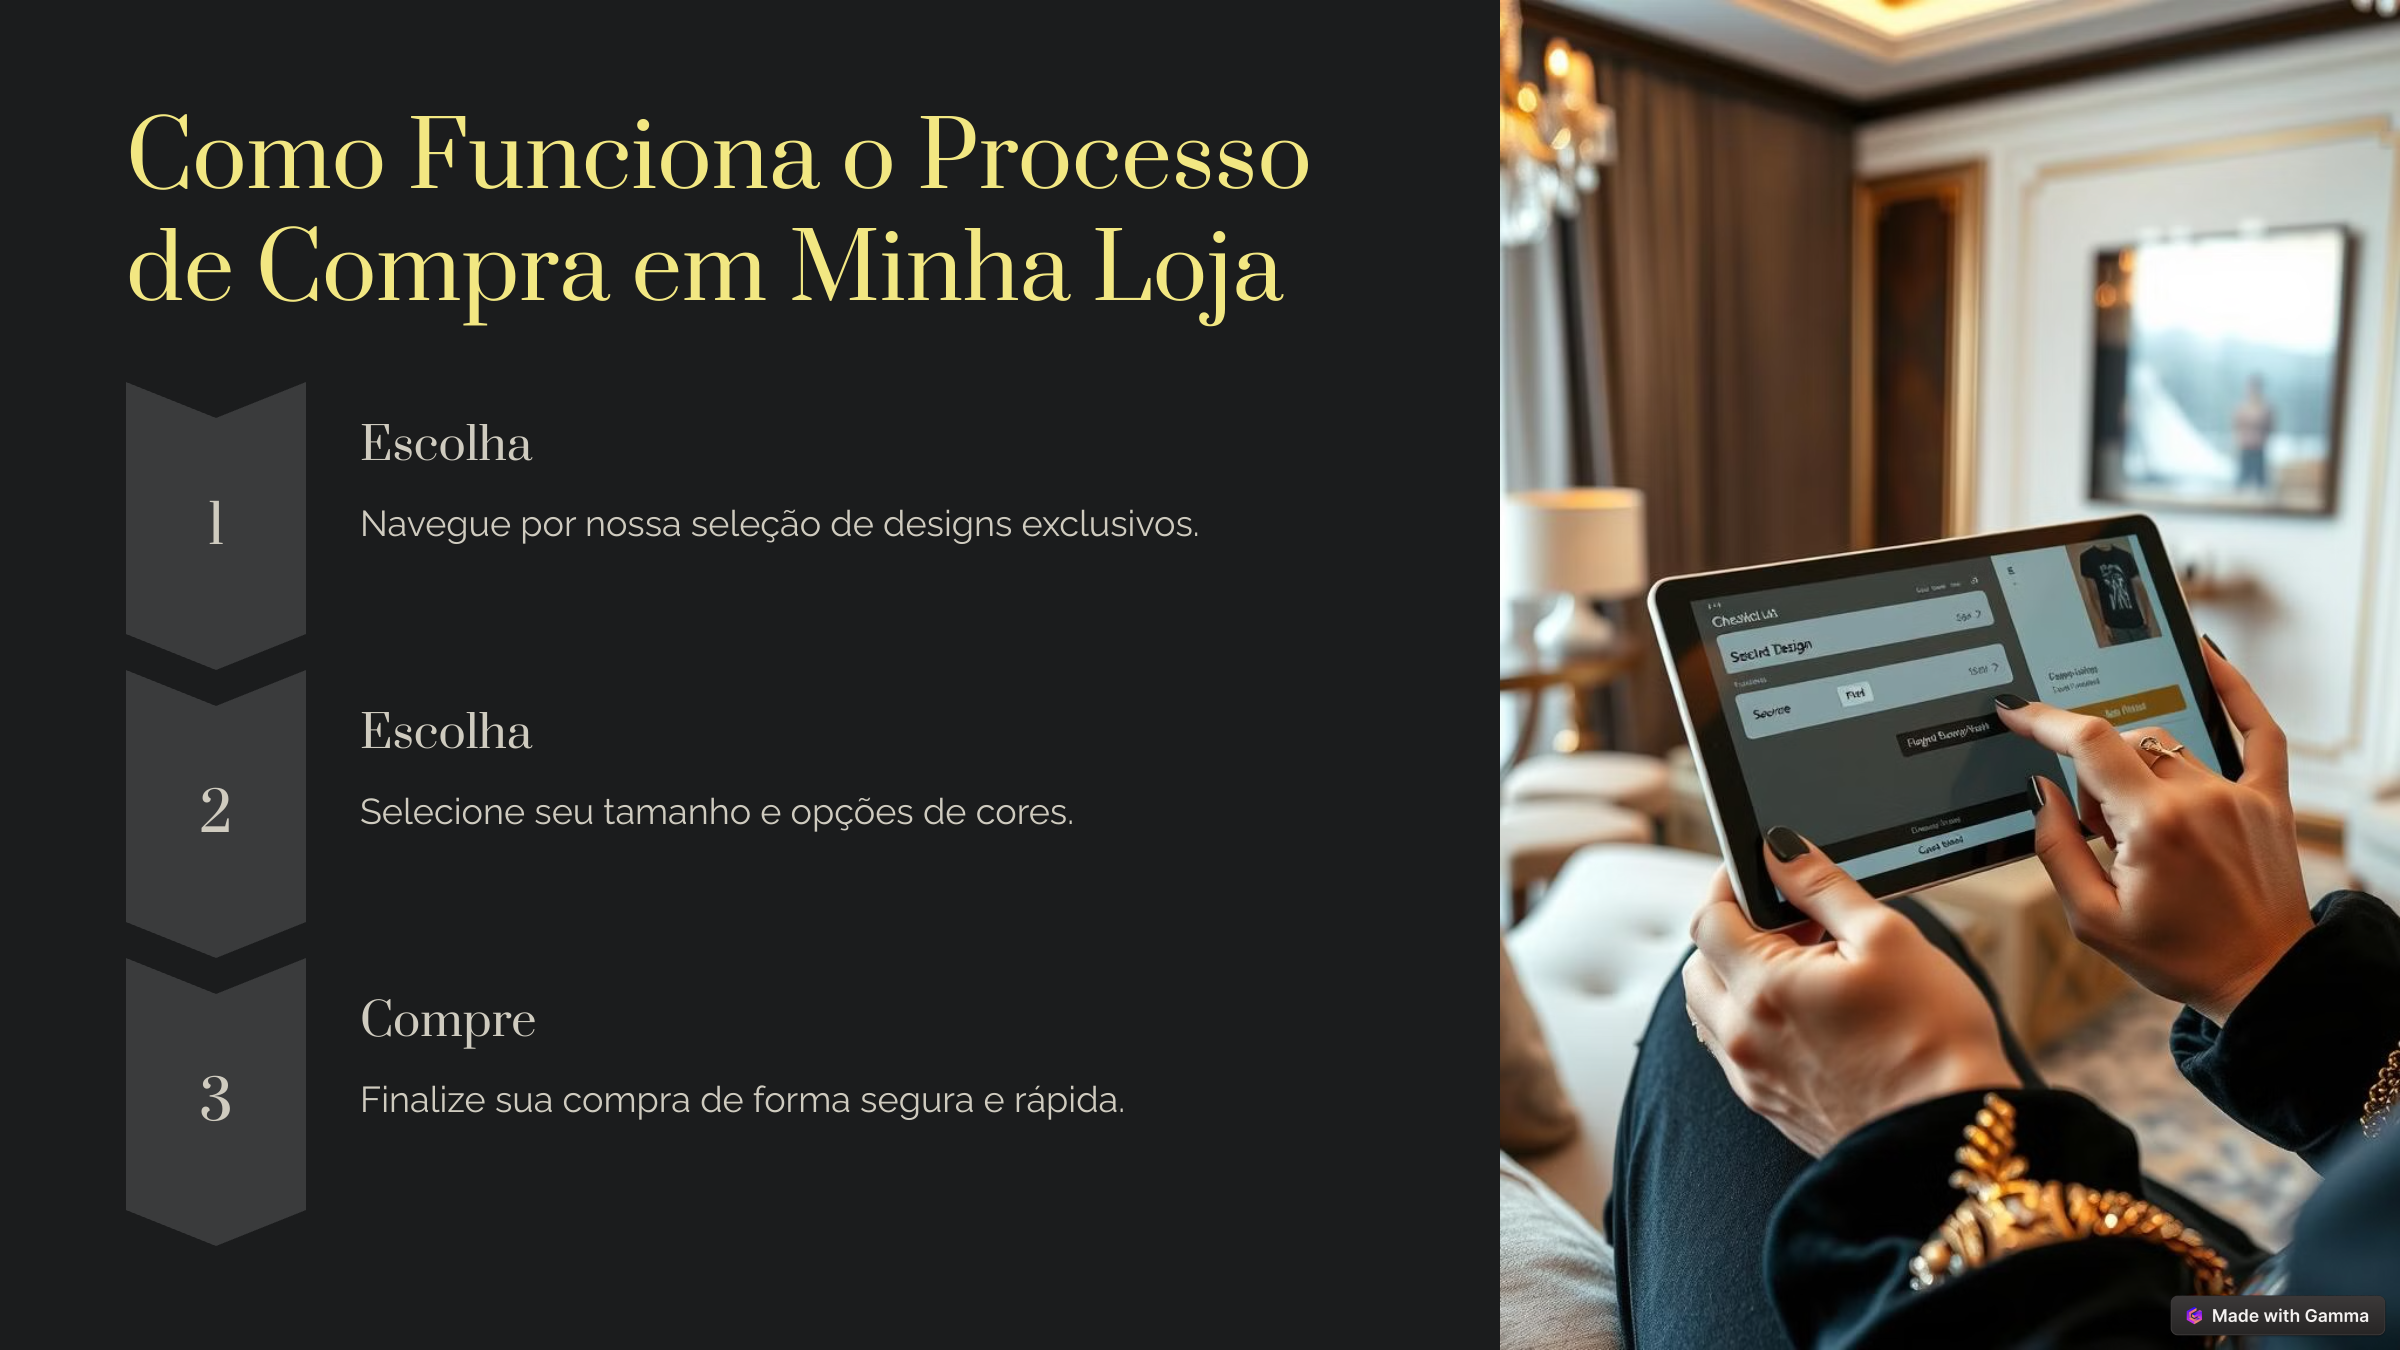 Como Funciona o Processo
de Compra em Minha Loja
1
Escolha
Navegue por nossa seleção de designs exclusivos.
2
Escolha
Selecione seu tamanho e opções de cores.
3
Compre
Finalize sua compra de forma segura e rápida.
Design
Made with Gamma